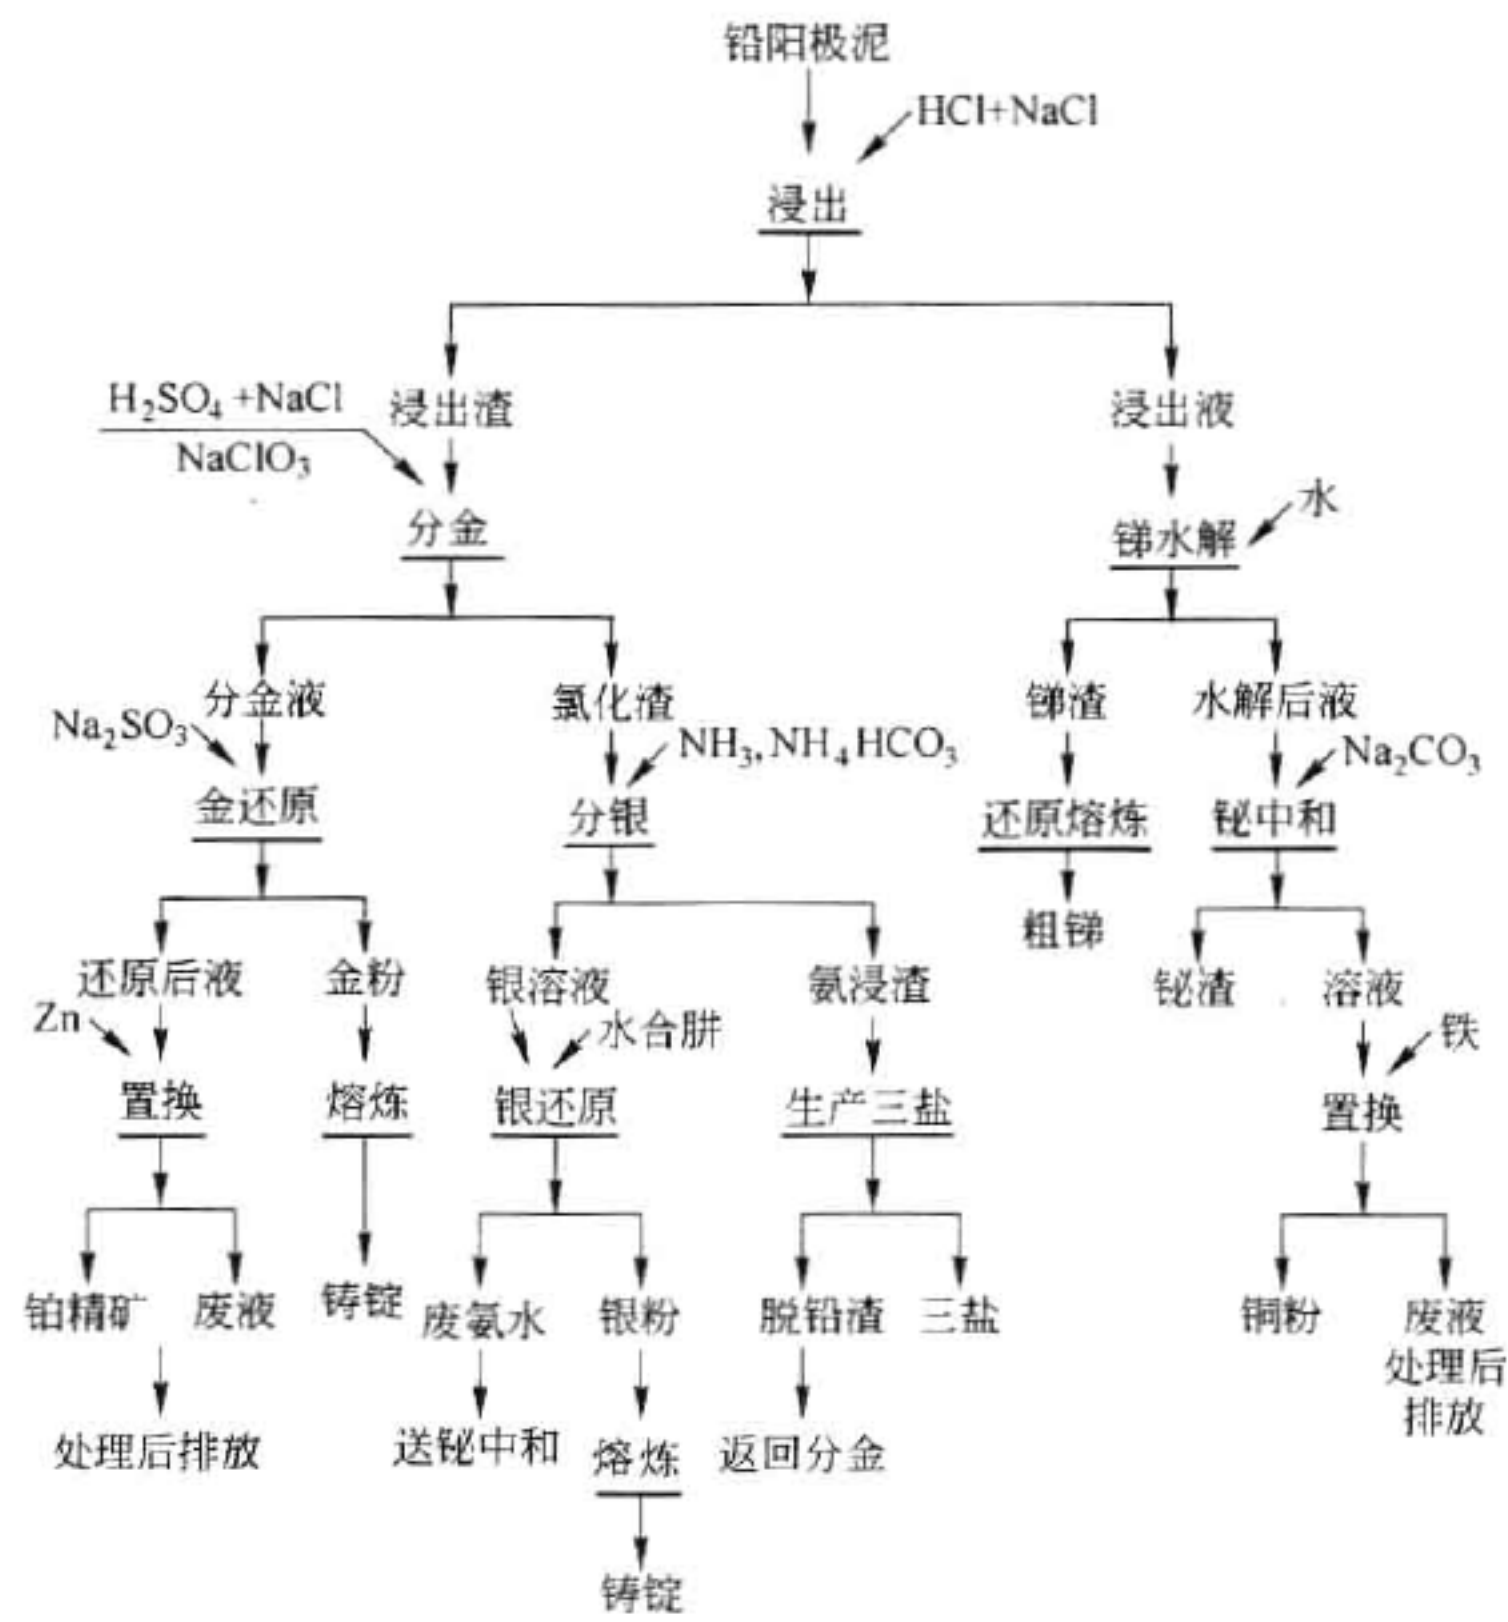 铅阳极泥
HCl+NaCl
浸出
H₂SO₄+NaCl
浸出渣
浸出液
NaClO₃
水
分金
锑水解
分金液
氯化渣
锑渣
水解后液
Na₂SO₃
NH₃,NH₄HCO₃
Na₂CO₃
金还原
分银
还原熔炼
铋中和
粗锑
还原后液
金粉
银溶液
氨浸渣
铋渣
溶液
Zn
水合肼
铁
置换
熔炼
银还原
生产三盐
置换
铂精矿
废液
铸锭
废氨水
银粉
脱铅渣
三盐
铜粉
废液
处理后
排放
处理后排放
送铋中和
熔炼
返回分金
铸锭